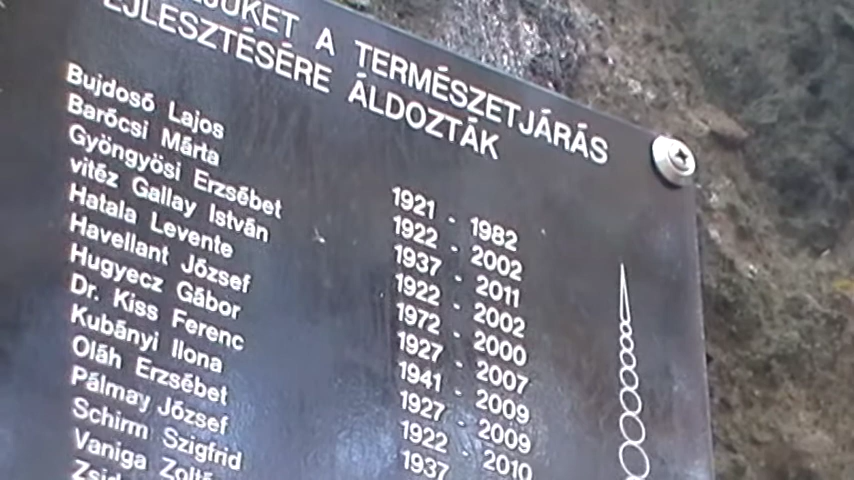 A TERMÉSZETJÁRÁS
EJLESZTÉSÉRE ÁLDOZTÁK
Bujdosó Lajos 1921 - 1982
Barőcsi Márta 1922 - 2002
Gyöngyösi Erzsébet 1937 - 2011
vitéz Gallay István 1922 - 2002
Hatala Levente 1972 - 2000
Havellant József 1927 - 2007
Hugyecz Gábor 1941 - 2009
Dr. Kiss Ferenc 1927 - 2009
Kubányi Ilona 1922 - 2010
Oláh Erzsébet 1937
Pálmay József
Schirm Szigfrid
Vaniga